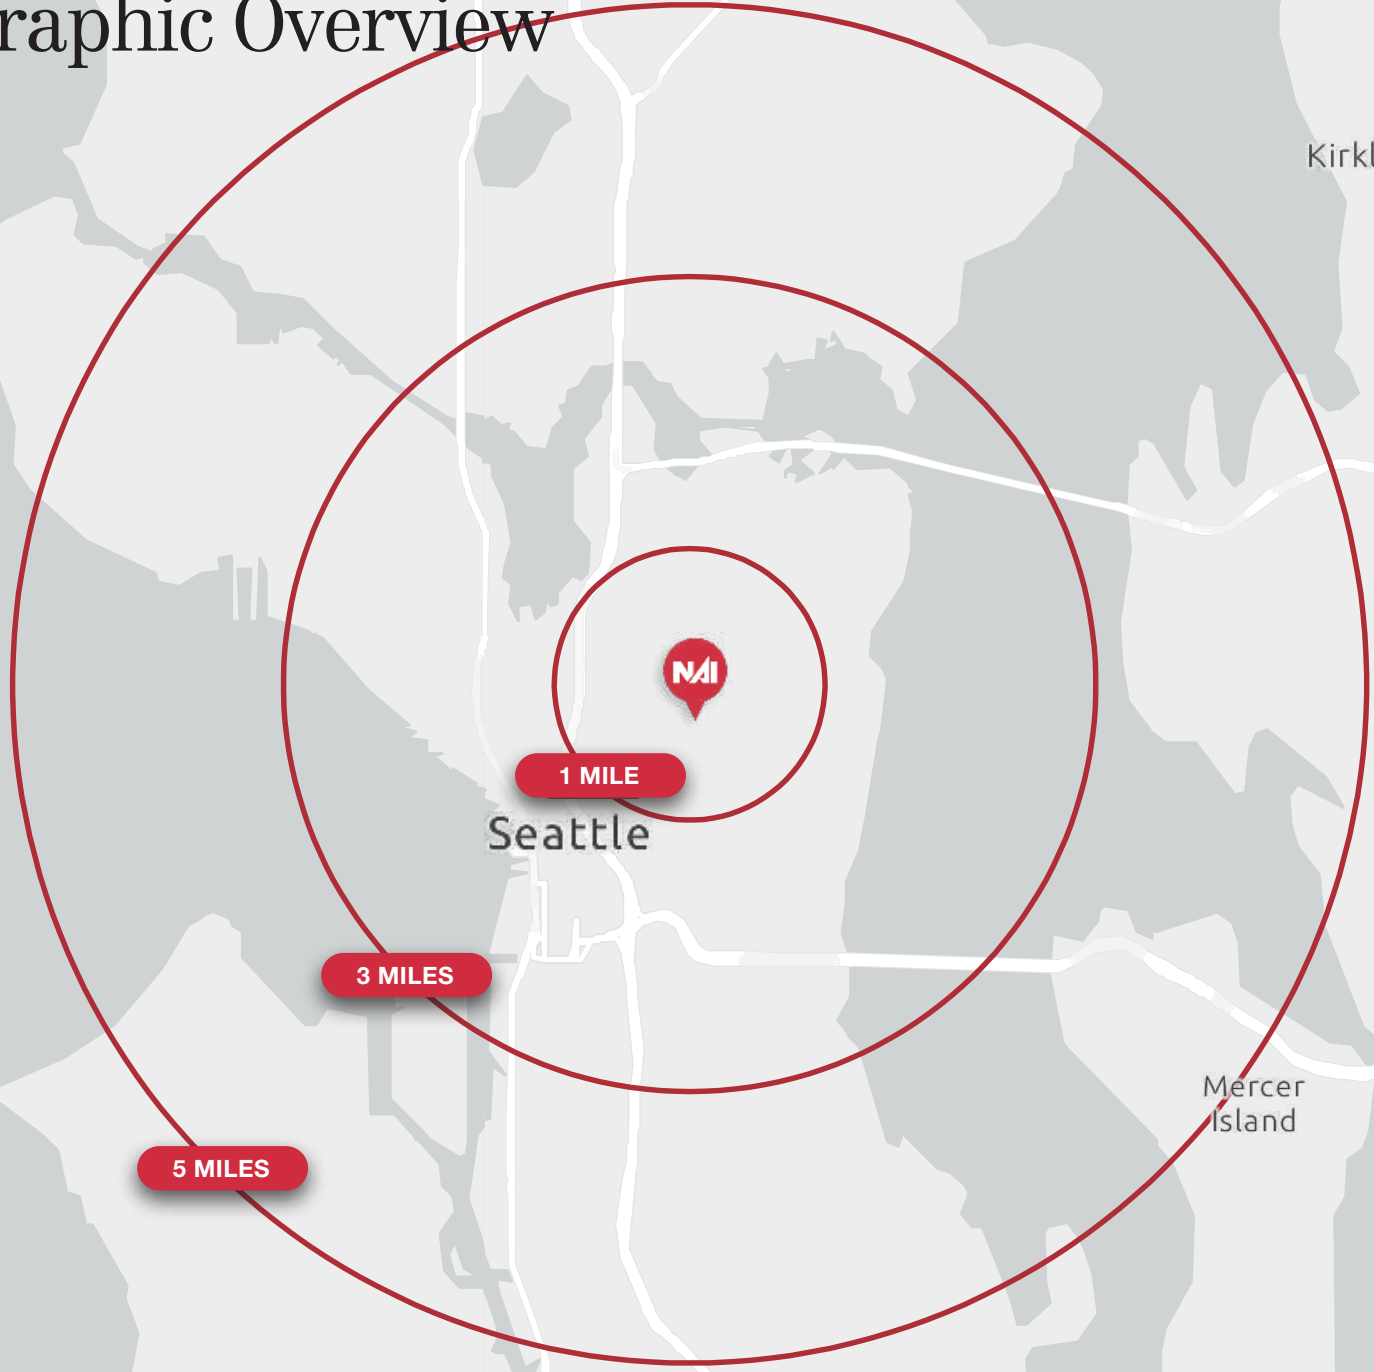 raphic Overview
Kirkl
NAI
1 MILE
Seattle
3 MILES
Mercer
Island
5 MILES